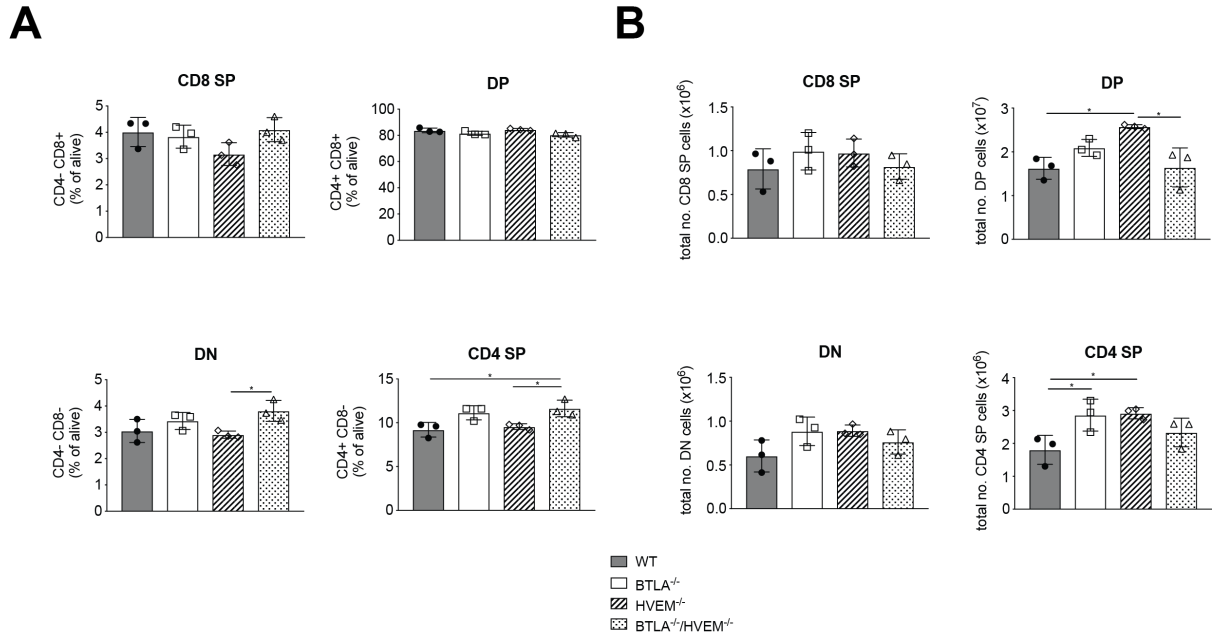 A
B
CD8 SP
CD4- CD8+
(% of alive)
5
4
3
2
1
0
DP
CD4+ CD8+
(% of alive)
100
80
60
40
20
0
CD8 SP
total no. CD8 SP cells (x10⁶)
1.5
1.0
0.5
0.0
DP
total no. DP cells (x10⁷)
3
2
1
0
*
*
DN
CD4- CD8-
(% of alive)
5
4
3
2
1
0
*
CD4 SP
CD4+ CD8-
(% of alive)
15
10
5
0
*
*
DN
total no. DN cells (x10⁶)
1.5
1.0
0.5
0.0
CD4 SP
total no. CD4 SP cells (x10⁶)
4
3
2
1
0
*
*
WT
BTLA⁻/⁻
HVEM⁻/⁻
BTLA⁻/⁻/HVEM⁻/⁻